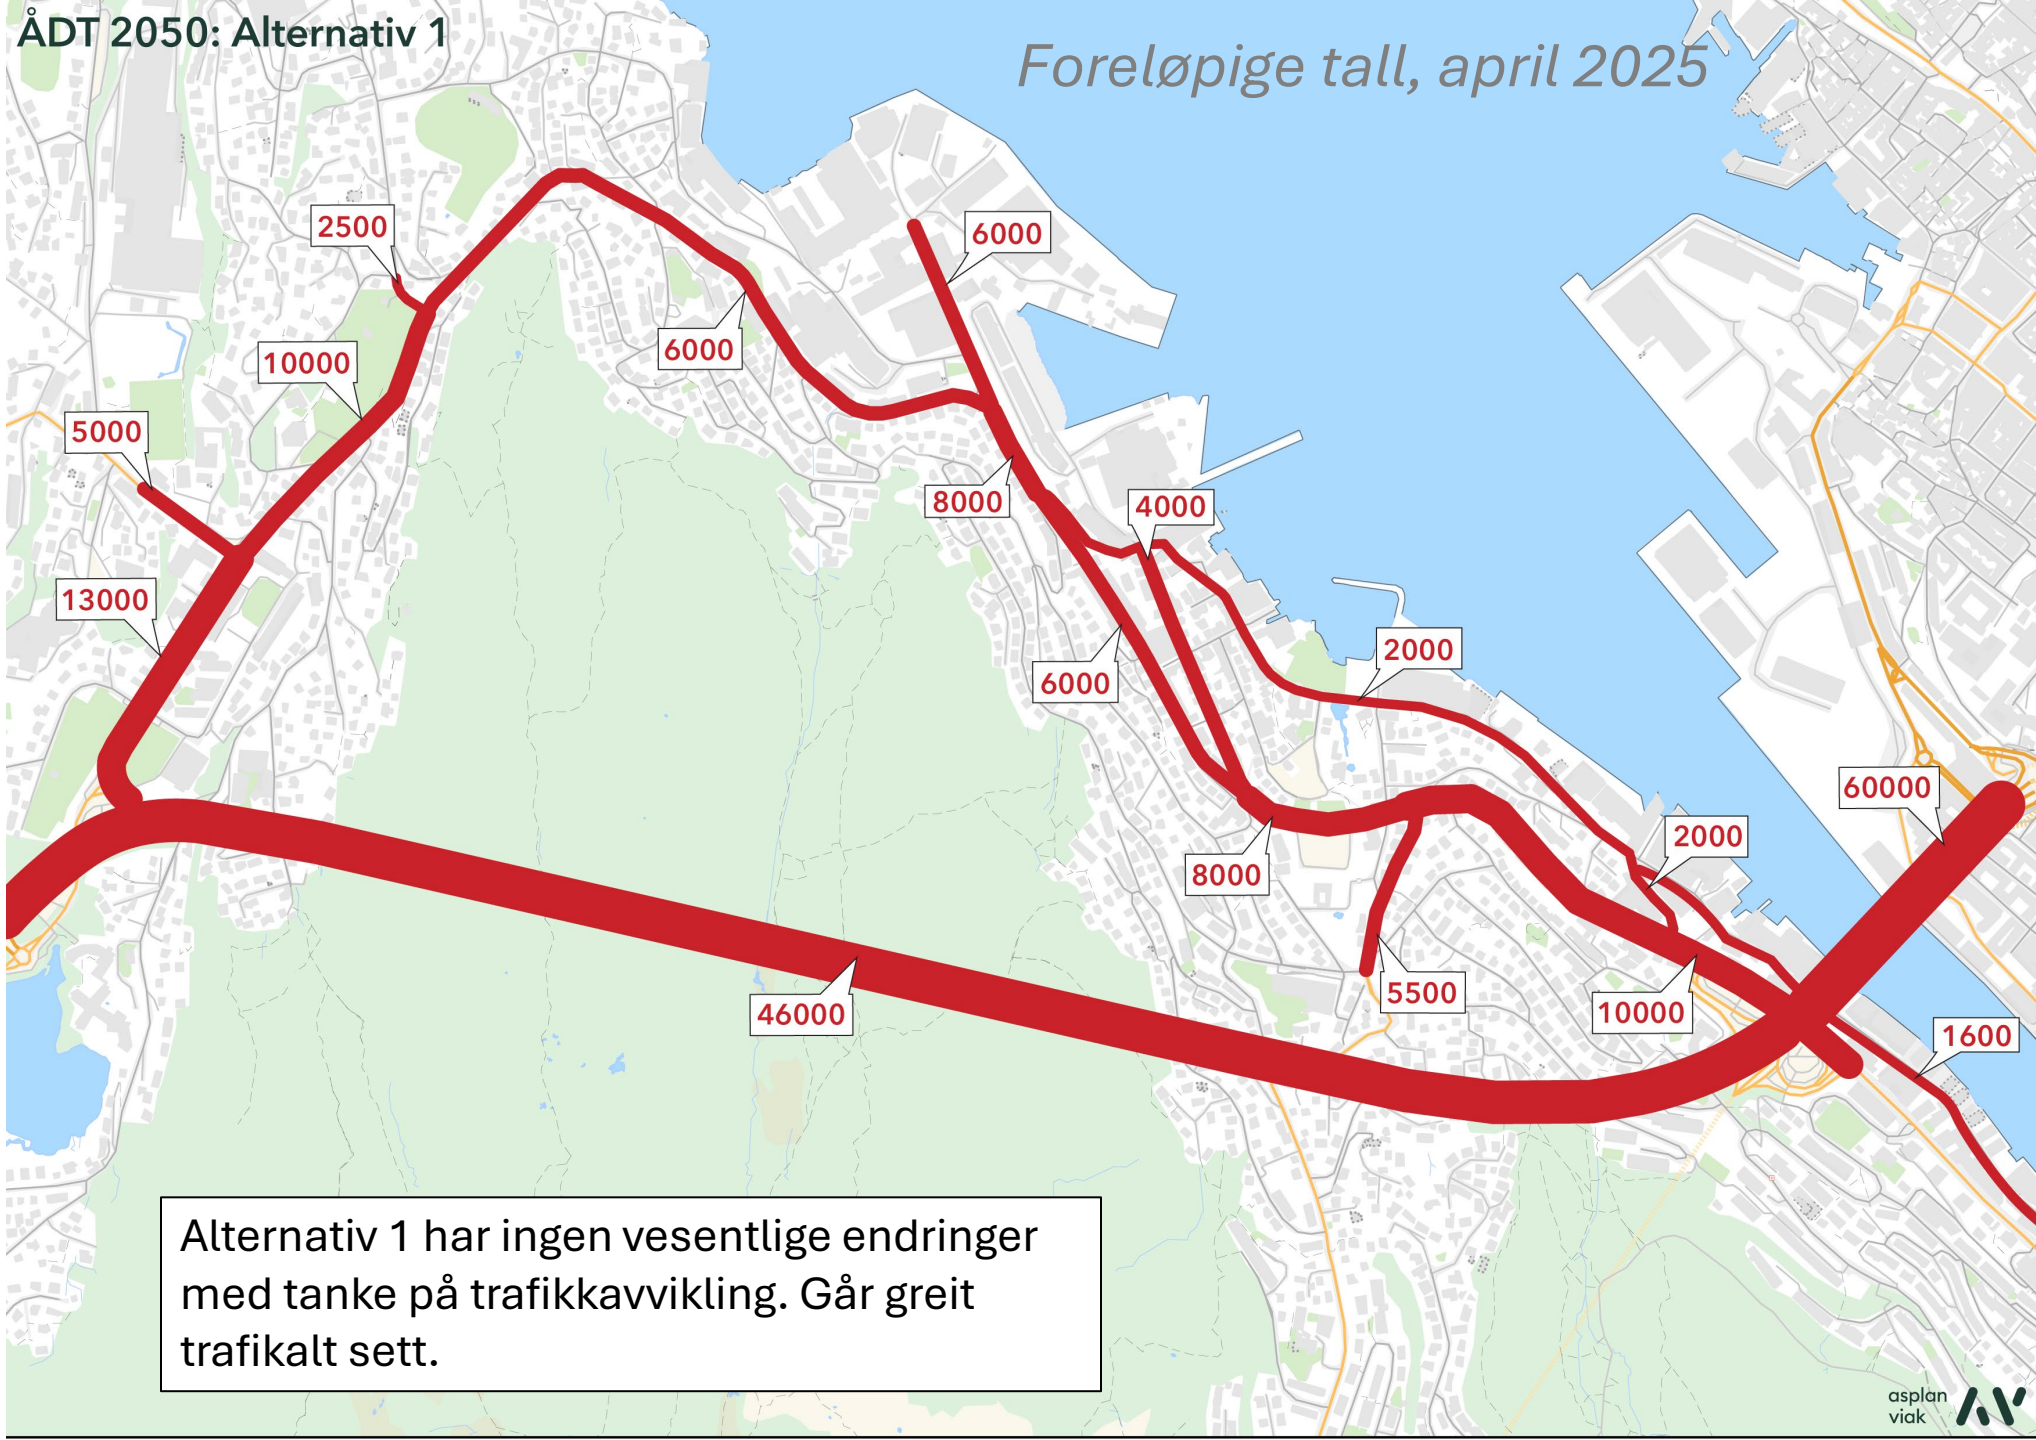 ÅDT 2050: Alternativ 1
Foreløpige tall, april 2025
2500
6000
10000
6000
5000
8000
4000
13000
2000
6000
60000
2000
8000
5500
10000
46000
1600
Alternativ 1 har ingen vesentlige endringer
med tanke på trafikkavvikling. Går greit
trafikalt sett.
asplan
viak